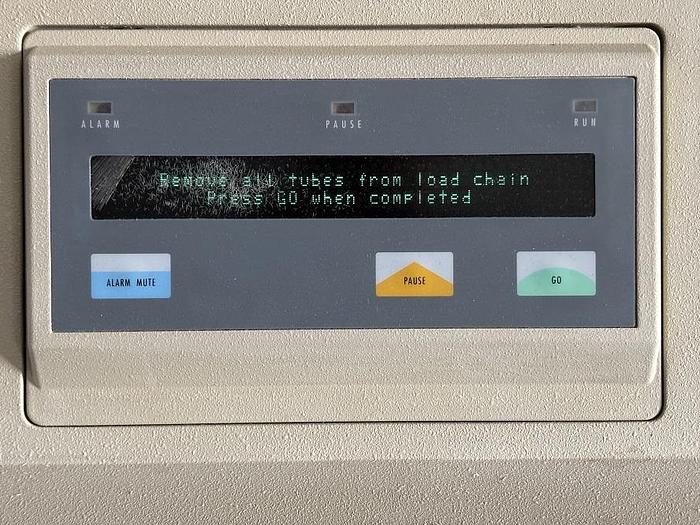 ALARM
PAUSE
RUN
Remove all tubes from load chain
Press GO when completed
ALARM MUTE
PAUSE
GO